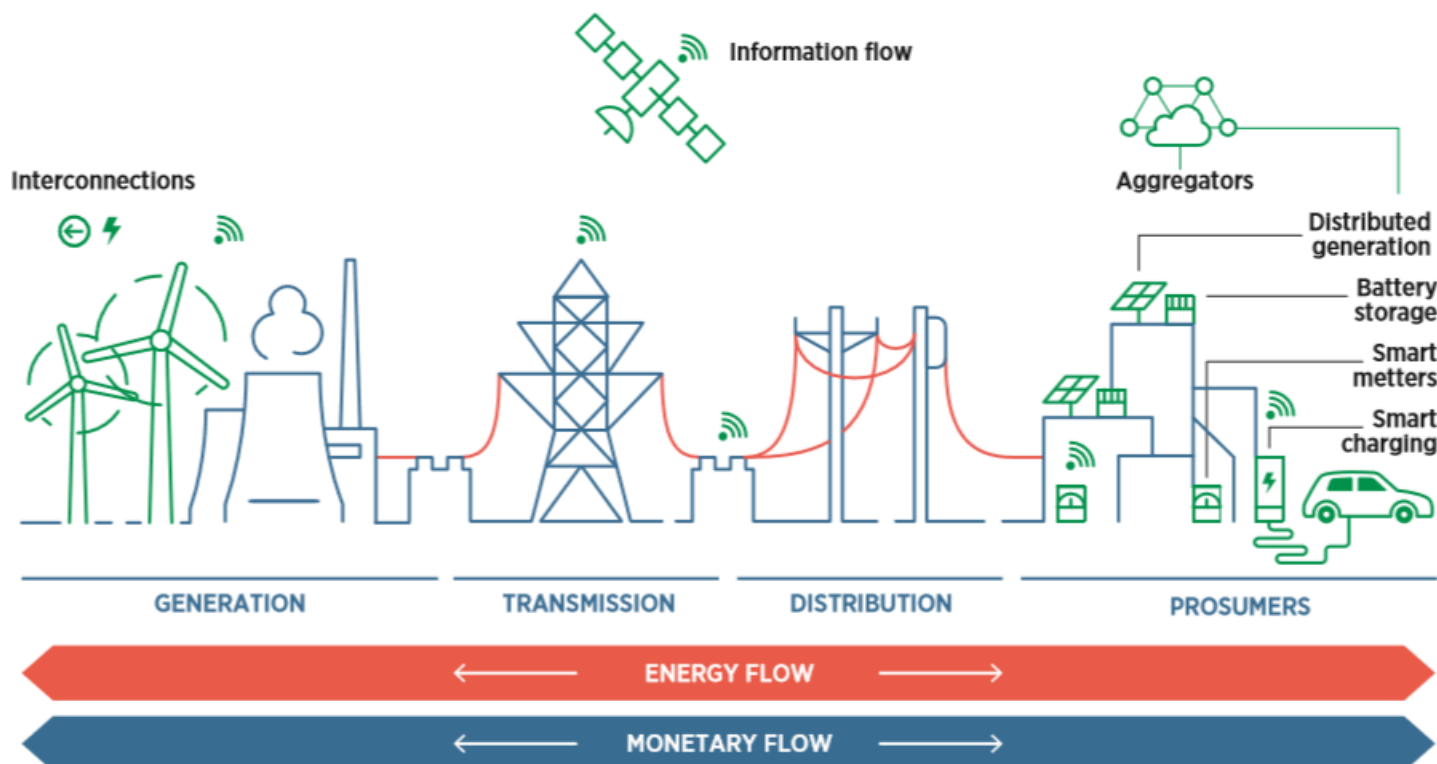 Information flow
Interconnections
Aggregators
Distributed
generation
Battery
storage
Smart
metters
Smart
charging
GENERATION
TRANSMISSION
DISTRIBUTION
PROSUMERS
ENERGY FLOW
MONETARY FLOW